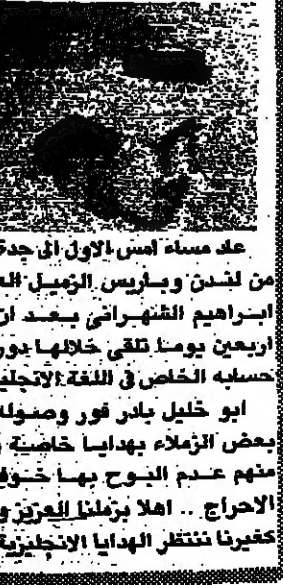 عاد مساء امس الاول الى جدة
من لندن وباريس الزميل
ابراهيم الشهراني بعد ان
اربعين يوما تلقى خلالها دور
حسابه الخاص في اللغة الانجليز
ابو خليل بادر فور وصوله
بعض الزملاء بهدايا خاصة
منهم عدم البوح بها خوف
الاحراج .. اهلا بزميلنا العزيز و
كغيرنا ننتظر الهدايا الانجليزية